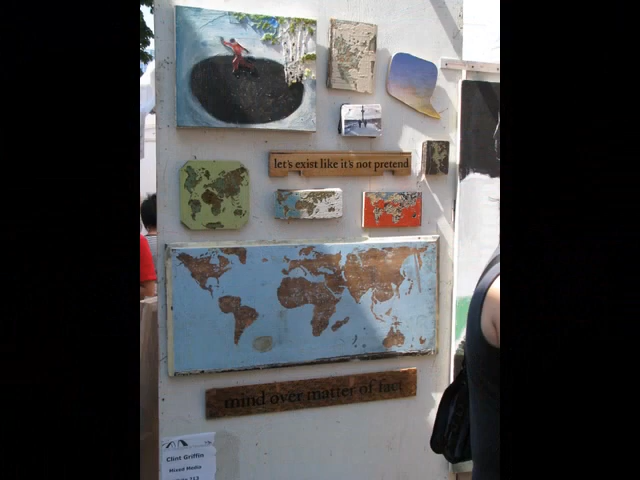 let's exist like it's not pretend
mind over matter of fact
Clint Griffin
Mixed Media